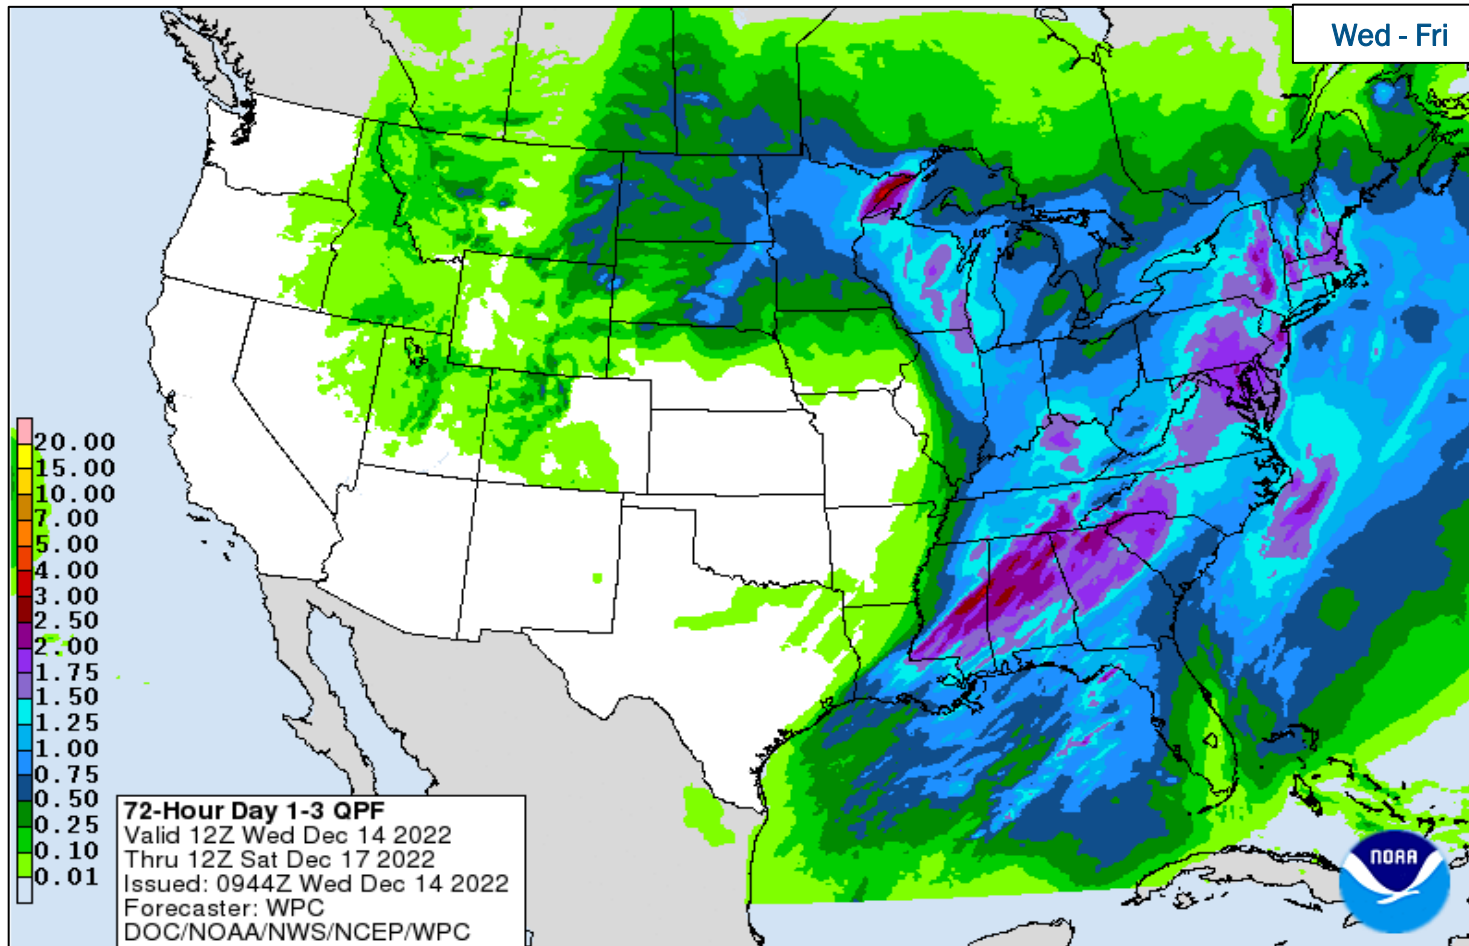 Wed - Fri
20.00
15.00
10.00
7.00
5.00
4.00
3.00
2.50
2.00
1.75
1.50
1.25
1.00
0.75
0.50
0.25
0.10
0.01
72-Hour Day 1-3 QPF
Valid 12Z Wed Dec 14 2022
Thru 12Z Sat Dec 17 2022
Issued: 0944Z Wed Dec 14 2022
Forecaster: WPC
DOC/NOAA/NWS/NCEP/WPC
NOAA